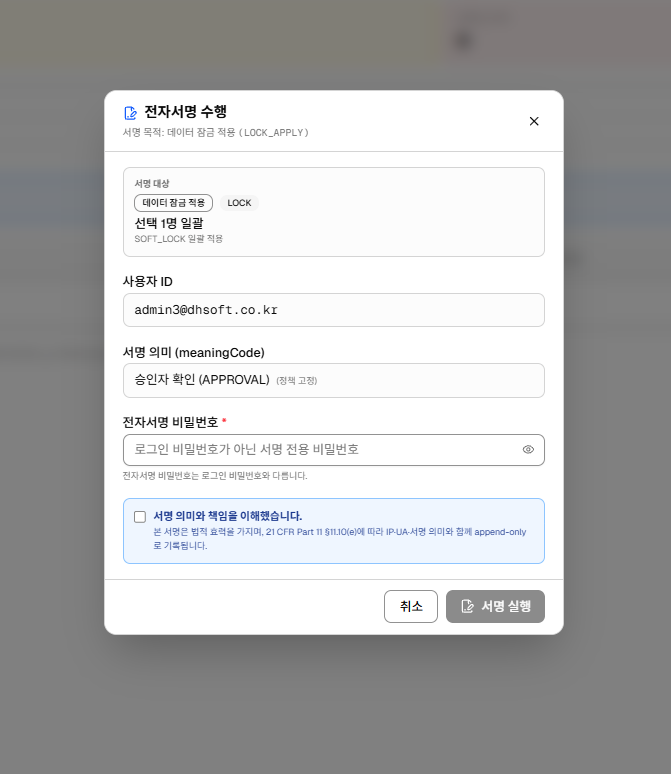 전자서명 수행
서명 목적: 데이터 잠금 적용 (LOCK_APPLY)
서명 대상
데이터 잠금 적용 LOCK
선택 1명 일괄
SOFT_LOCK 일괄 적용
사용자 ID
admin3@dhsoft.co.kr
서명 의미 (meaningCode)
승인자 확인 (APPROVAL) (정책 고정)
전자서명 비밀번호 *
로그인 비밀번호가 아닌 서명 전용 비밀번호
전자서명 비밀번호는 로그인 비밀번호와 다릅니다.
서명 의미와 책임을 이해했습니다.
본 서명은 법적 효력을 가지며, 21 CFR Part 11 §11.10(e)에 따라 IP·UA·서명 의미와 함께 append-only
로 기록됩니다.
취소 서명 실행